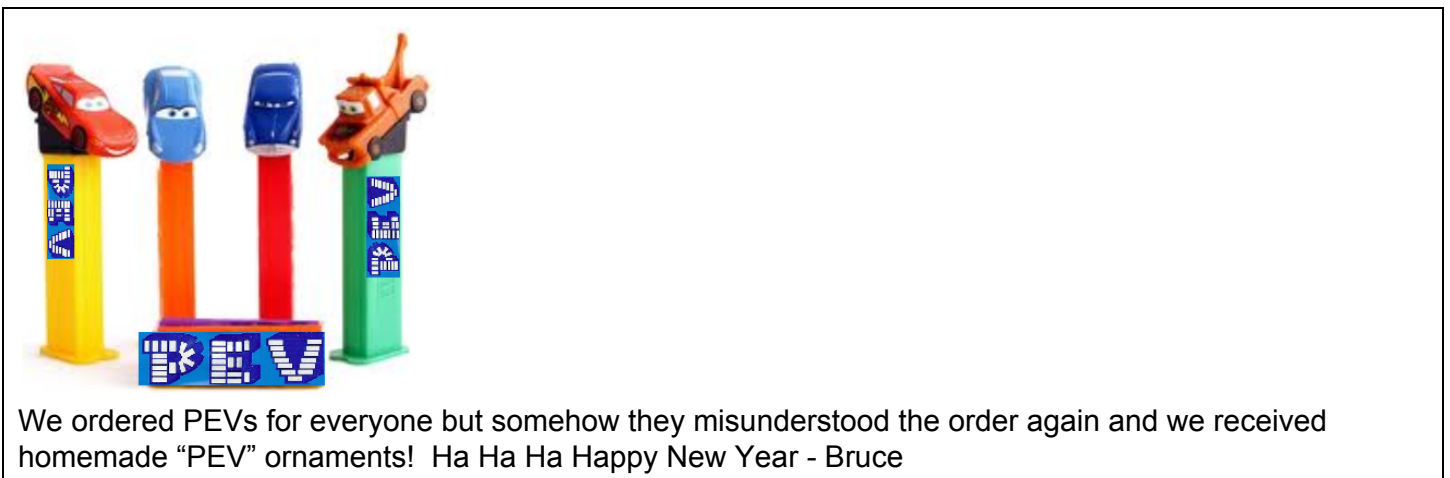 PEV
PEV
PEV
We ordered PEVs for everyone but somehow they misunderstood the order again and we received
homemade “PEV” ornaments!  Ha Ha Ha Happy New Year - Bruce